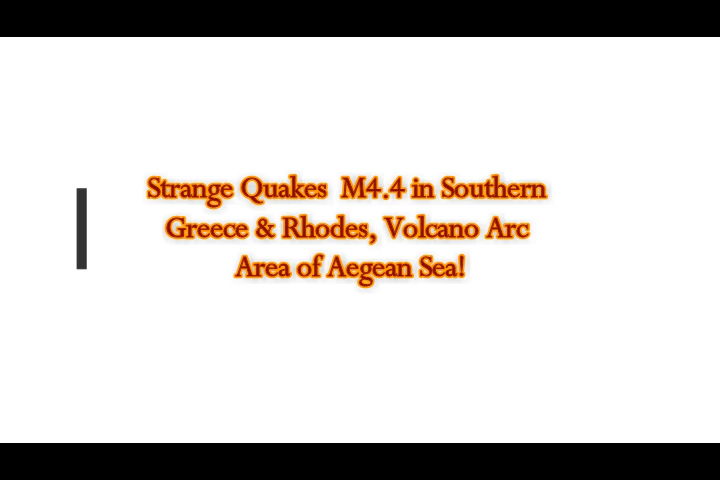 Strange Quakes  M4.4 in Southern
Greece & Rhodes, Volcano Arc
Area of Aegean Sea!